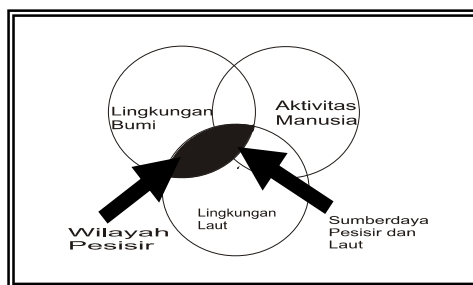 Lingkungan
Bumi
Aktivitas
Manusia
Lingkungan
Laut
Wilayah
Pesisir
Sumberdaya
Pesisir dan
Laut